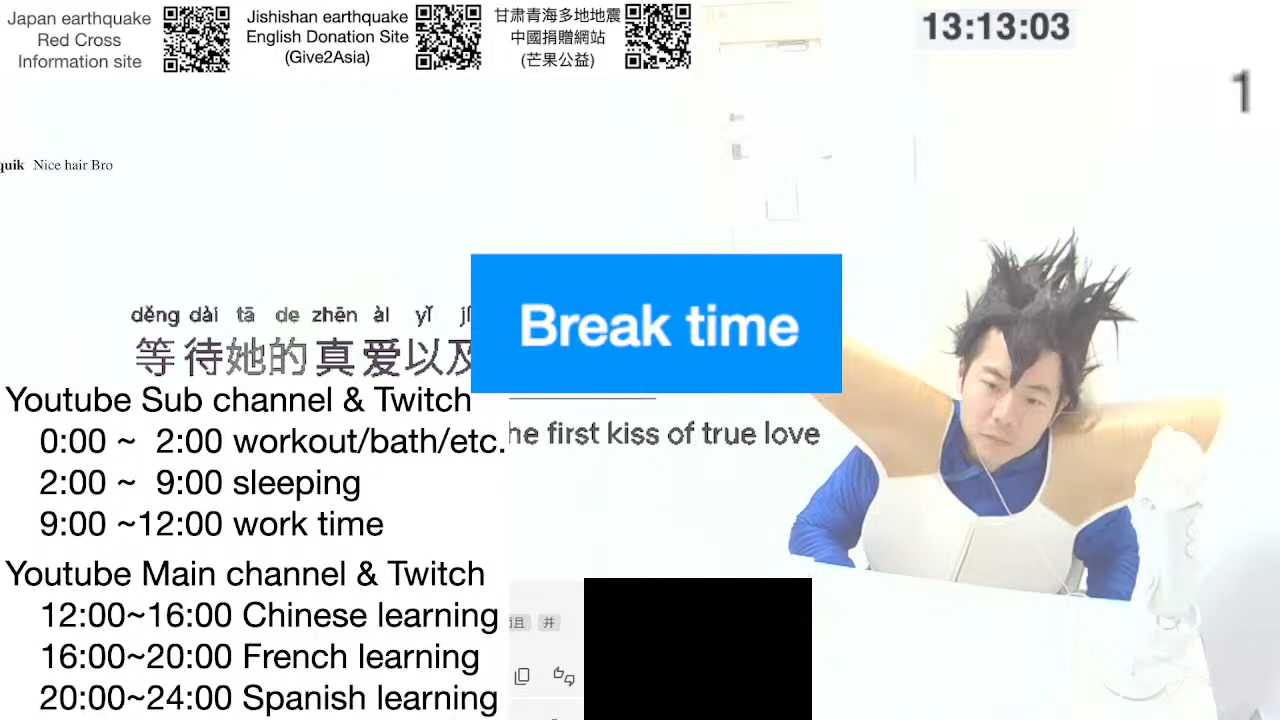 Japan earthquake
Red Cross
Information site
Jishishan earthquake
English Donation Site
(Give2Asia)
甘肃青海多地地震
中國捐贈網站
(芒果公益)
13:13:03
1
quik Nice hair Bro
Break time
děng dài tā de zhēn ài yǐ
等待她的真爱以及
he first kiss of true love
Youtube Sub channel & Twitch
0:00 ~ 2:00 workout/bath/etc.
2:00 ~ 9:00 sleeping
9:00 ~12:00 work time
Youtube Main channel & Twitch
12:00~16:00 Chinese learning
16:00~20:00 French learning
20:00~24:00 Spanish learning
且 并